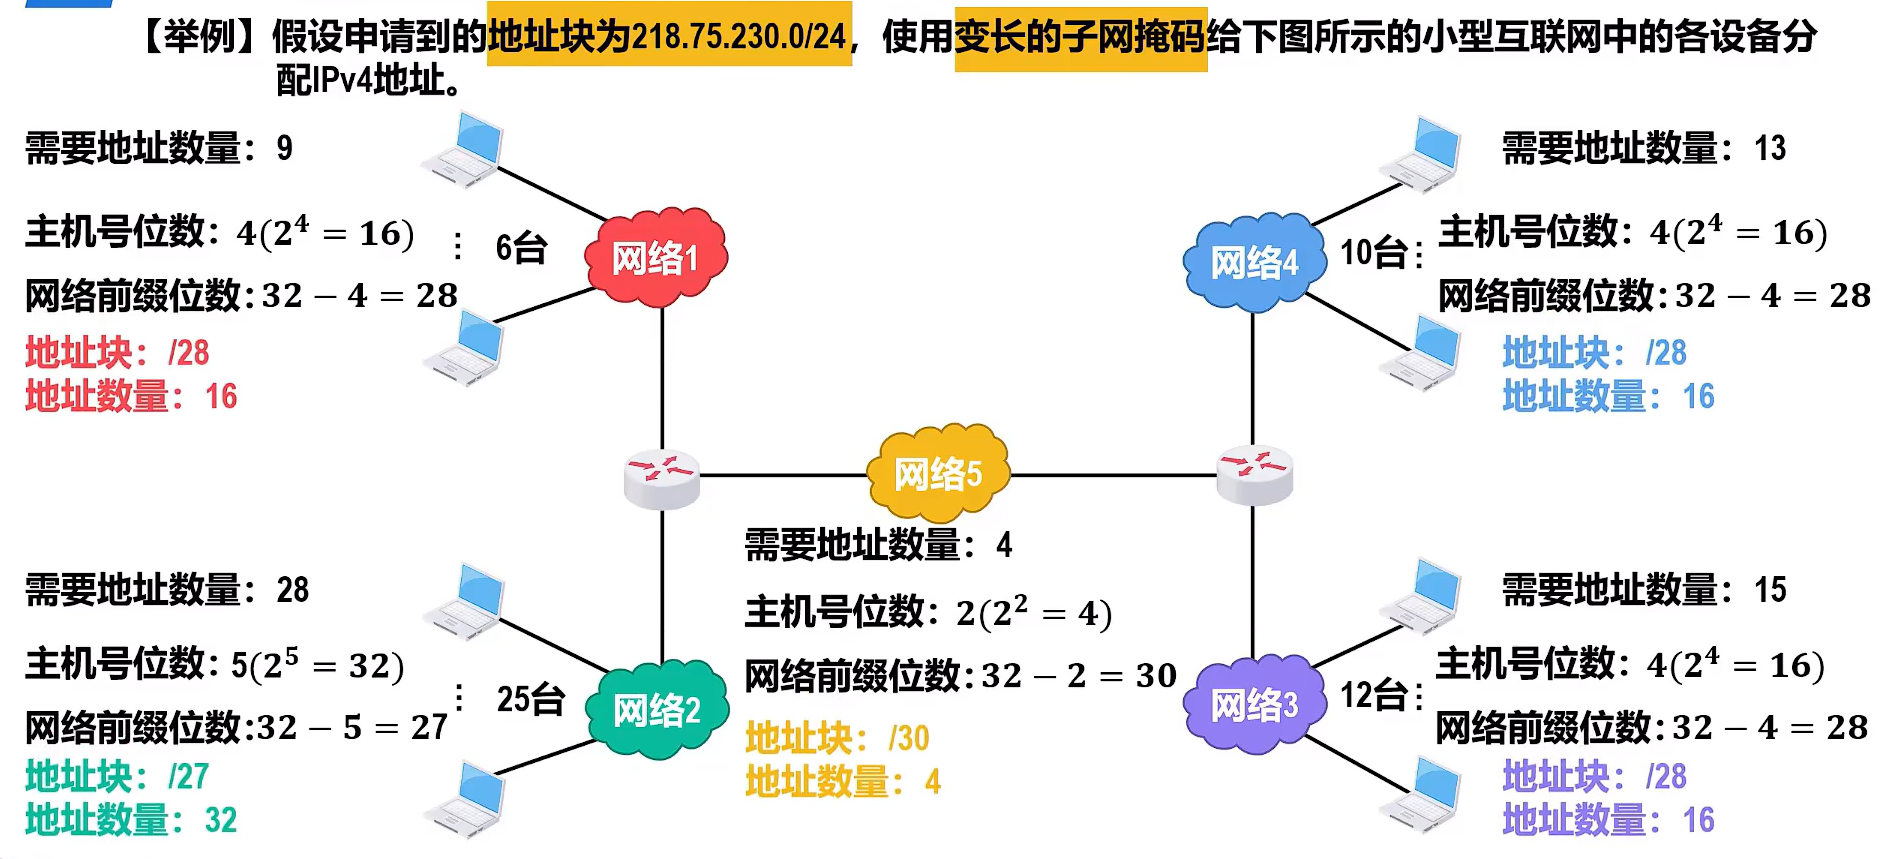 【举例】假设申请到的地址块为218.75.230.0/24，使用变长的子网掩码给下图所示的小型互联网中的各设备分
配IPv4地址。
需要地址数量：9
主机号位数：4(2⁴ = 16)
网络前缀位数：32 − 4 = 28
地址块：/28
地址数量：16
⋮ 6台
网络1
网络4
10台⋮
需要地址数量：13
主机号位数：4(2⁴ = 16)
网络前缀位数：32 − 4 = 28
地址块：/28
地址数量：16
网络5
需要地址数量：4
主机号位数：2(2² = 4)
网络前缀位数：32 − 2 = 30
地址块：/30
地址数量：4
需要地址数量：28
主机号位数：5(2⁵ = 32)
网络前缀位数：32 − 5 = 27
地址块：/27
地址数量：32
⋮ 25台
网络2
网络3
12台⋮
需要地址数量：15
主机号位数：4(2⁴ = 16)
网络前缀位数：32 − 4 = 28
地址块：/28
地址数量：16